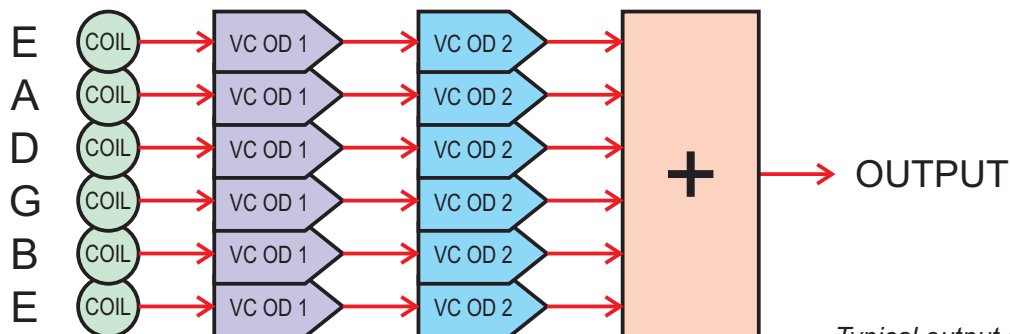 E COIL VC OD 1 VC OD 2
A COIL VC OD 1 VC OD 2
D COIL VC OD 1 VC OD 2
+ OUTPUT
G COIL VC OD 1 VC OD 2
B COIL VC OD 1 VC OD 2
E COIL VC OD 1 VC OD 2
Typical output